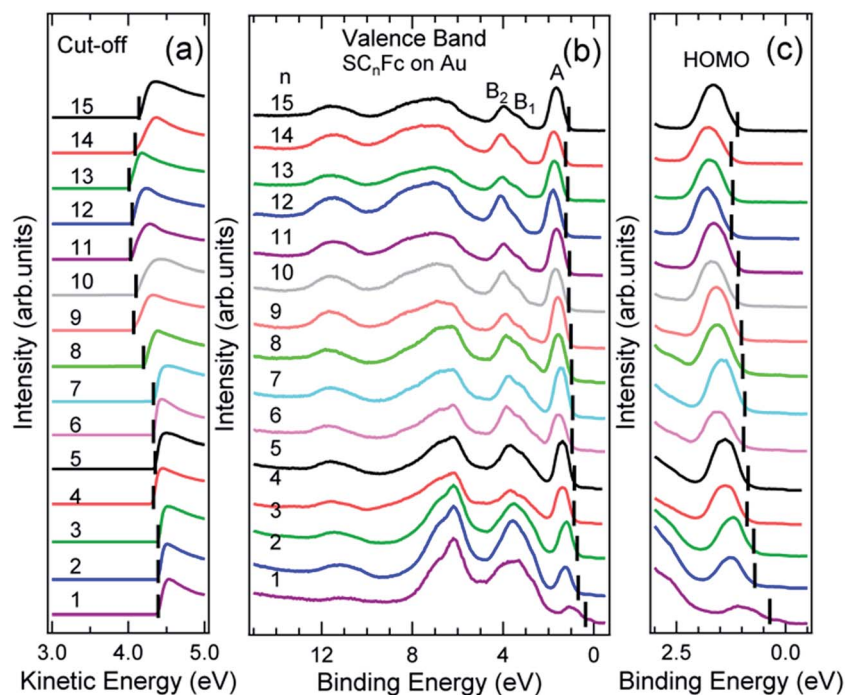 Cut-off (a)
15
14
13
12
11
10
9
8
7
6
5
4
3
2
1
3.0 4.0 5.0
Kinetic Energy (eV)
Intensity (arb.units)
Valence Band (b)
SCnFc on Au
n
A
B2 B1
15
14
13
12
11
10
9
8
7
6
5
4
3
2
1
12 8 4 0
Binding Energy (eV)
Intensity (arb.units)
(c)
HOMO
2.5 0.0
Binding Energy (eV)
Intensity (arb.units)